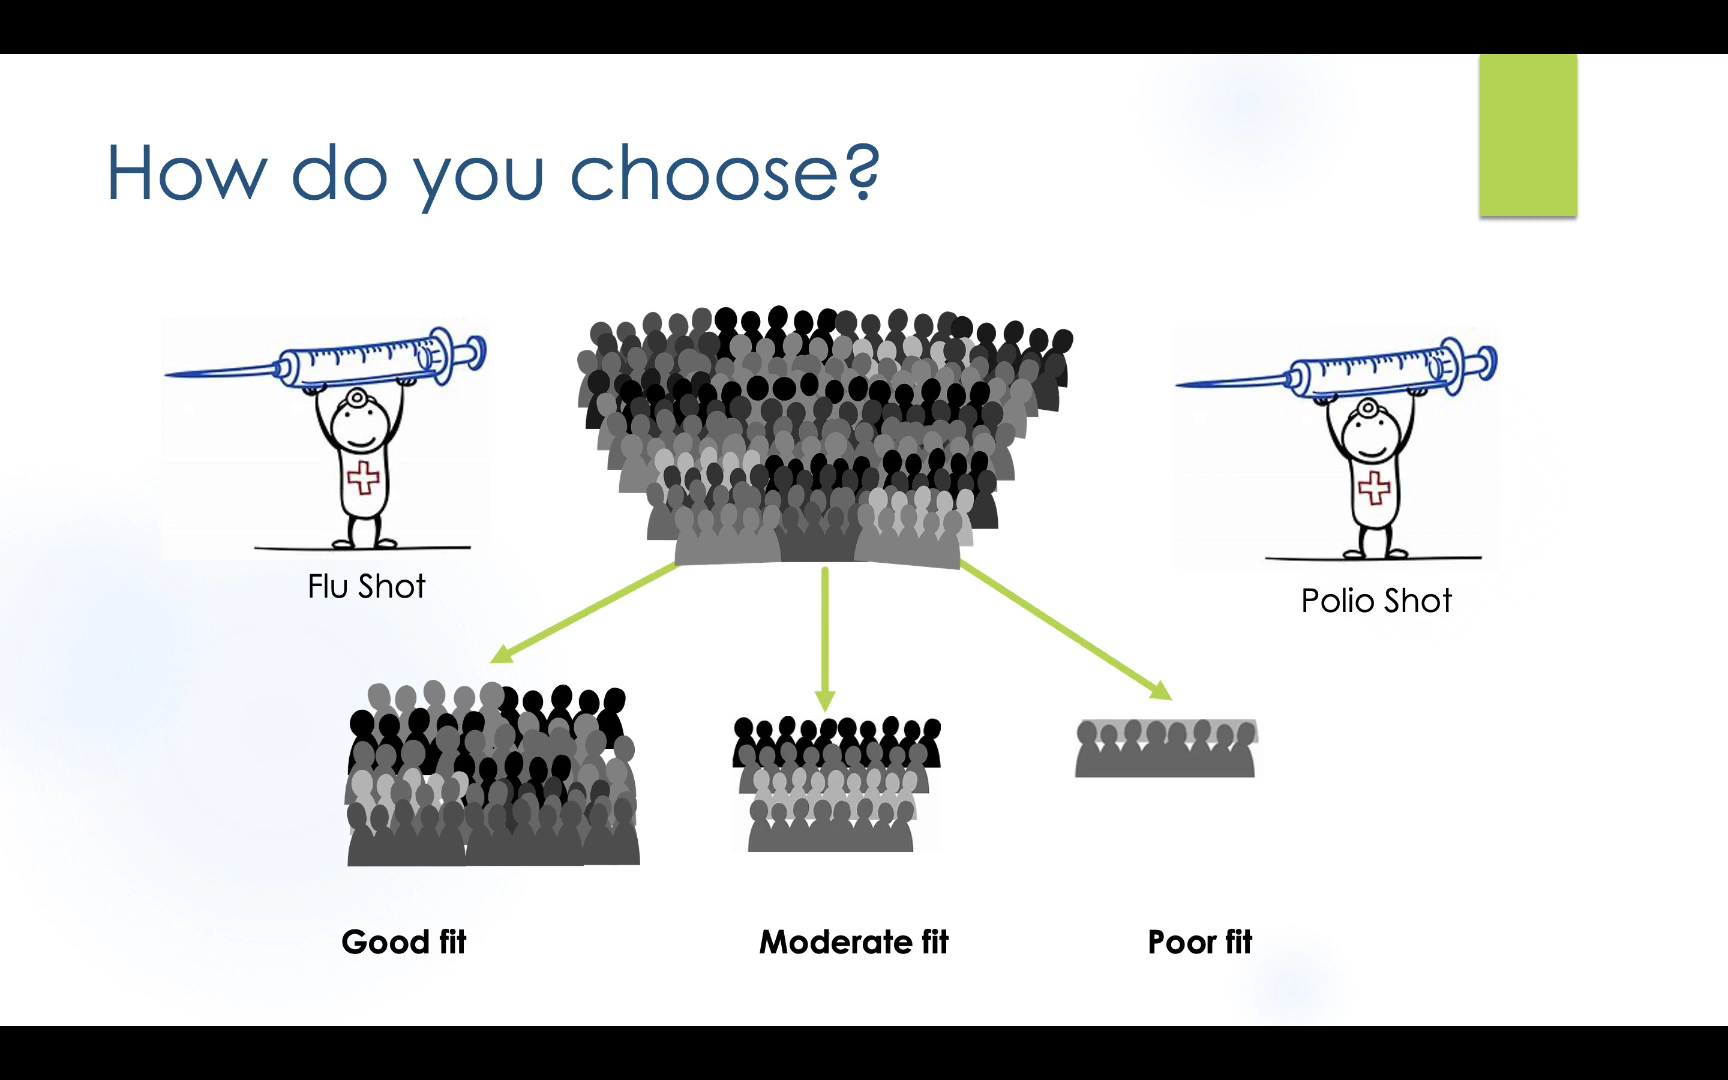 How do you choose?
Flu Shot
Polio Shot
Good fit
Moderate fit
Poor fit